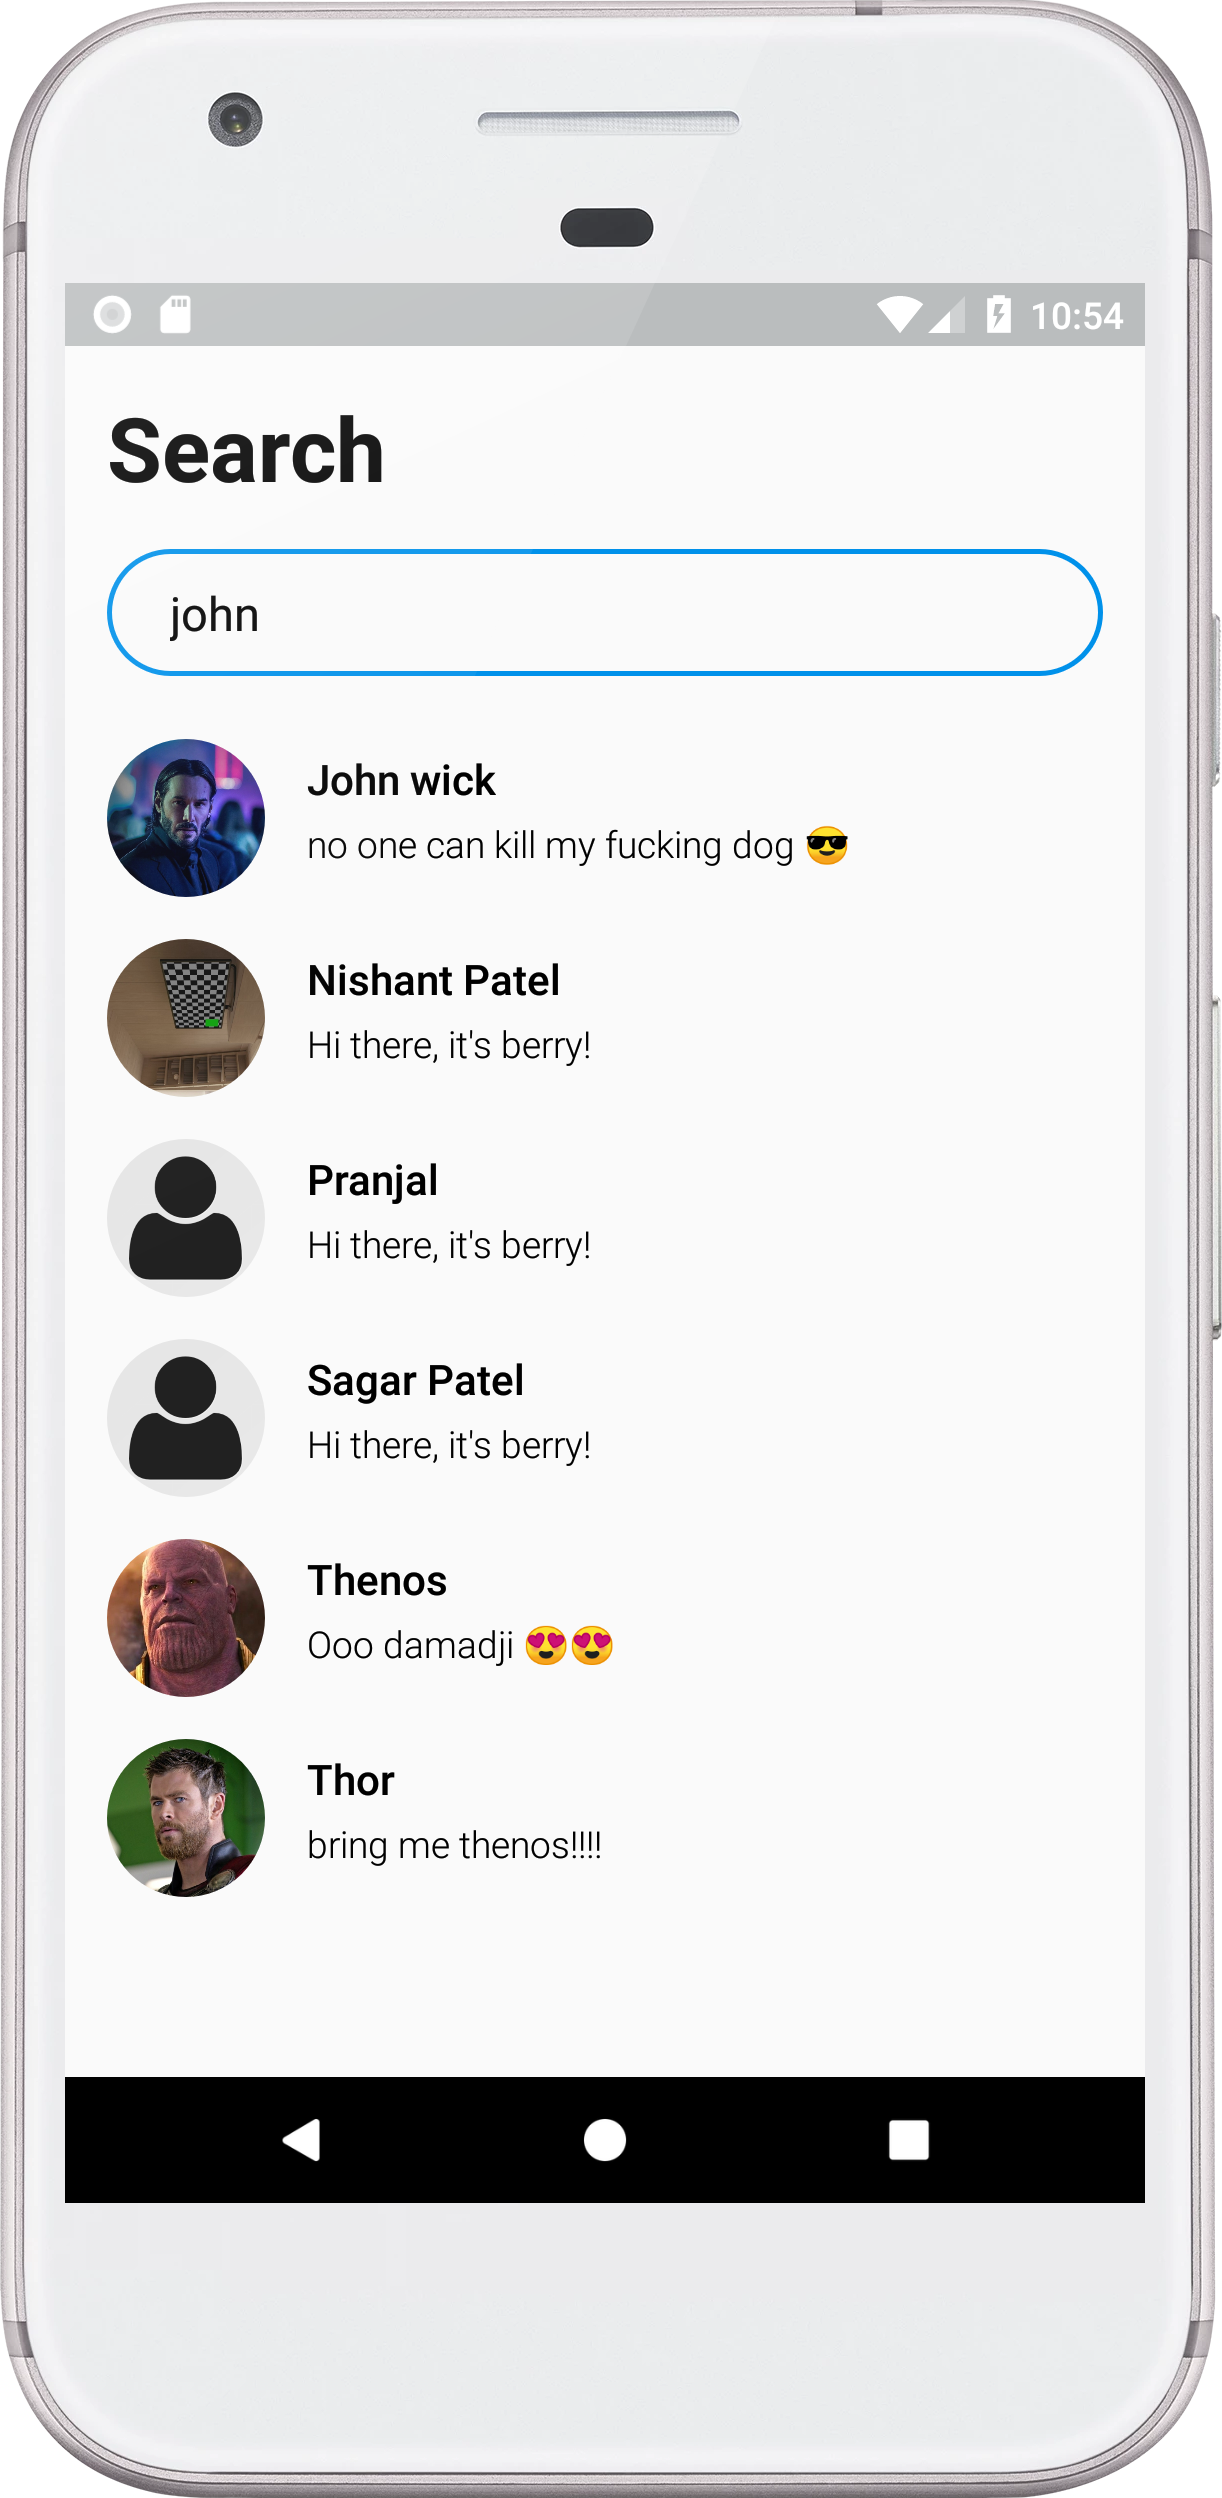 10:54
Search
john
John wick
no one can kill my fucking dog 😎
Nishant Patel
Hi there, it's berry!
Pranjal
Hi there, it's berry!
Sagar Patel
Hi there, it's berry!
Thenos
Ooo damadji 😍😍
Thor
bring me thenos!!!!